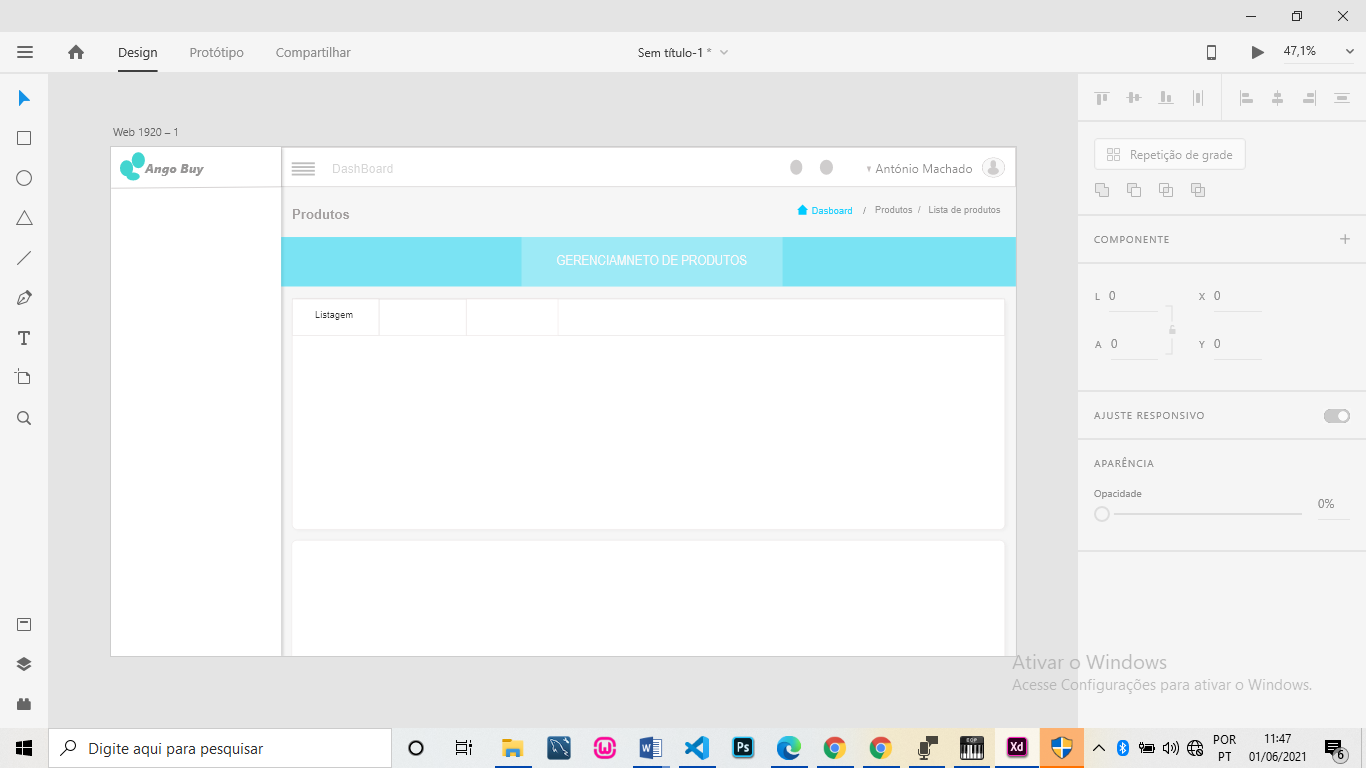 Design
Protótipo
Compartilhar
Sem título-1 *
47,1%
Web 1920 – 1
Ango Buy
DashBoard
António Machado
Produtos
Dasboard / Produtos / Lista de produtos
GERENCIAMNETO DE PRODUTOS
Listagem
Repetição de grade
COMPONENTE
L 0
X 0
A 0
Y 0
AJUSTE RESPONSIVO
APARÊNCIA
Opacidade
0%
Ativar o Windows
Acesse Configurações para ativar o Windows.
Digite aqui para pesquisar
W
Ps
EOP
Xd
POR
PT
11:47
01/06/2021
6